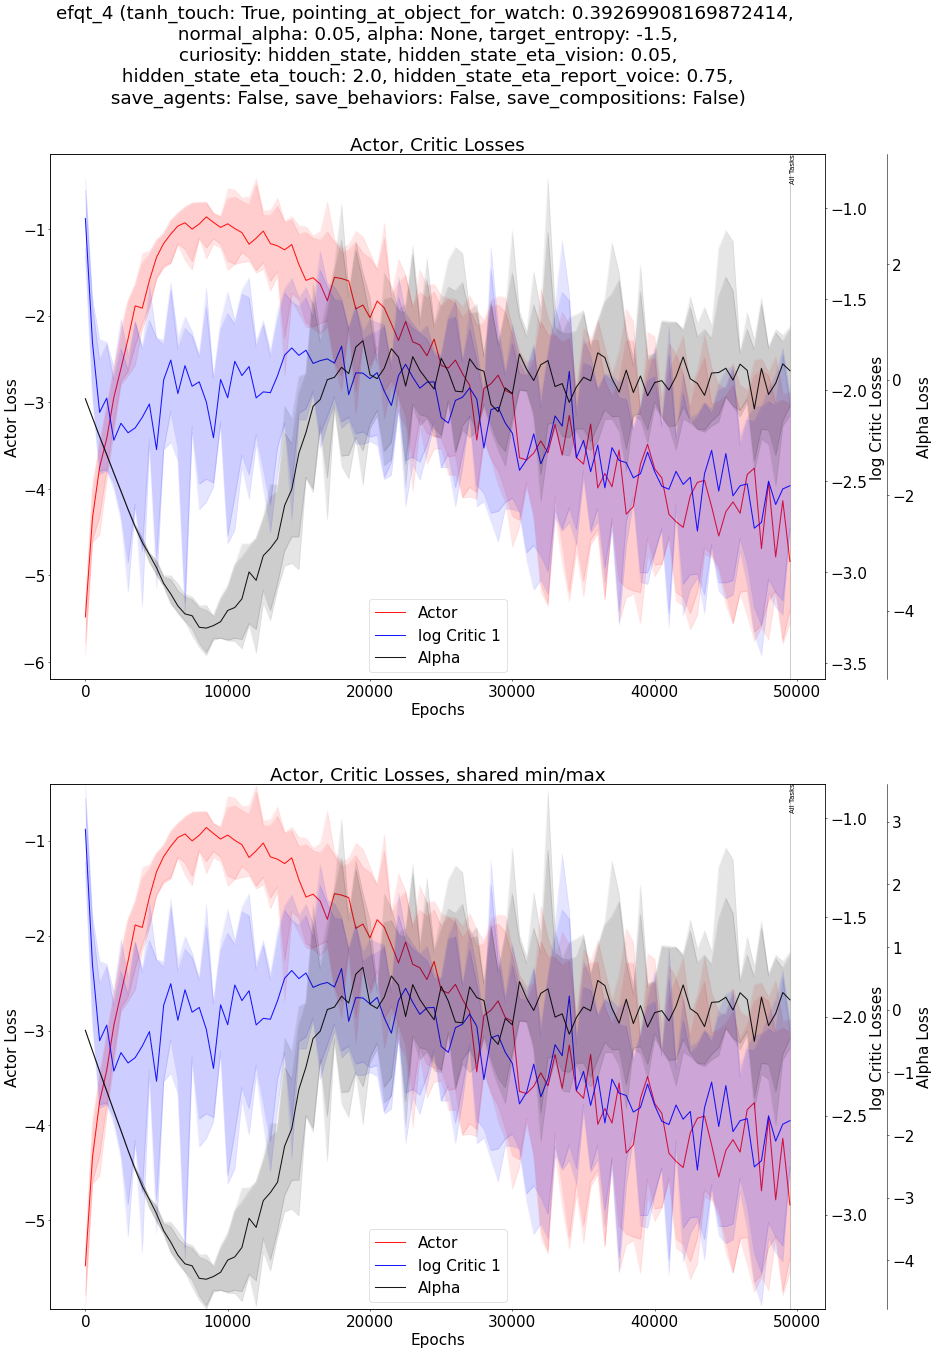 efqt_4 (tanh_touch: True, pointing_at_object_for_watch: 0.39269908169872414,
normal_alpha: 0.05, alpha: None, target_entropy: -1.5,
curiosity: hidden_state, hidden_state_eta_vision: 0.05,
hidden_state_eta_touch: 2.0, hidden_state_eta_report_voice: 0.75,
save_agents: False, save_behaviors: False, save_compositions: False)
Actor, Critic Losses
All Tasks
−1
−2
−3
−4
−5
−6
Actor Loss
−1.0
−1.5
−2.0
−2.5
−3.0
−3.5
log Critic Losses
2
0
−2
−4
Alpha Loss
Actor
log Critic 1
Alpha
0
10000
20000
30000
40000
50000
Epochs
Actor, Critic Losses, shared min/max
All Tasks
−1
−2
−3
−4
−5
Actor Loss
−1.0
−1.5
−2.0
−2.5
−3.0
log Critic Losses
3
2
1
0
−1
−2
−3
−4
Alpha Loss
Actor
log Critic 1
Alpha
0
10000
20000
30000
40000
50000
Epochs